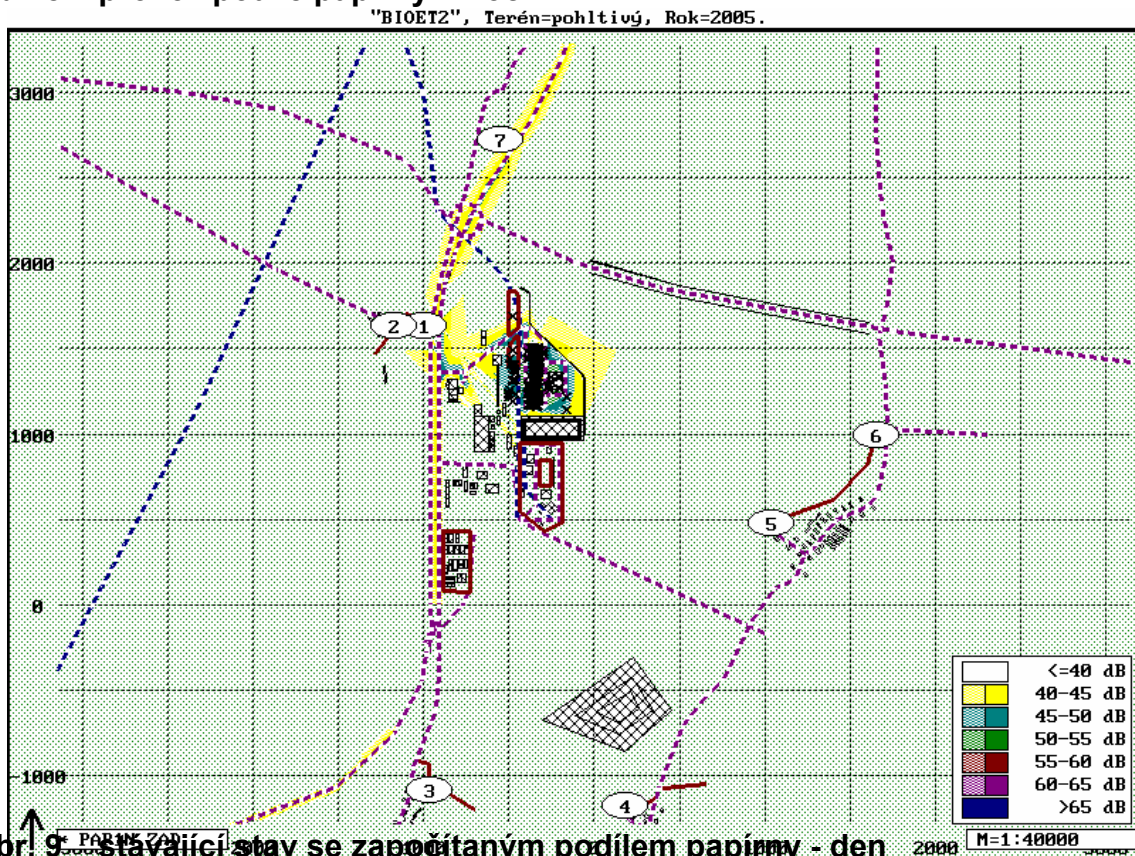 "BIOET2", Terén=pohltivý, Rok=2005.
3000
7
2000
2 1
1000
6
5
0
<=40 dB
40-45 dB
45-50 dB
50-55 dB
55-60 dB
60-65 dB
>65 dB
-1000
3
4
M=1:40000
2000
stávající stav se započítaným podílem papírny - den